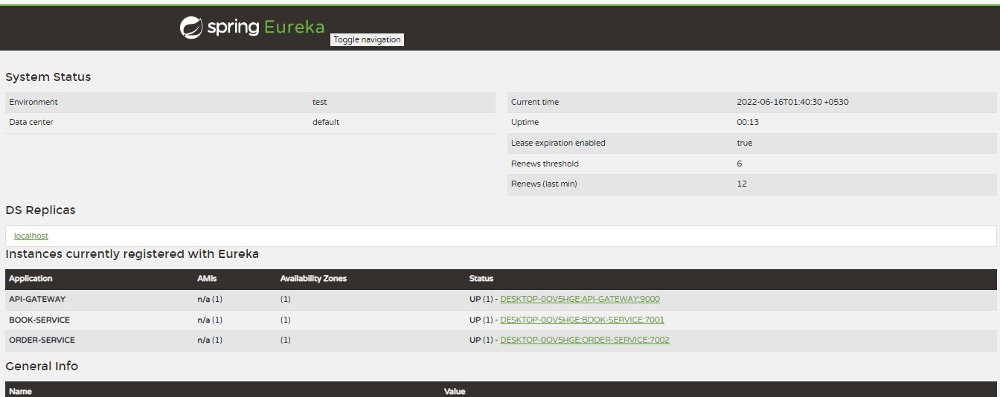 spring Eureka
Toggle navigation
System Status
Environment test
Data center default
Current time 2022-06-16T01:40:30 +0530
Uptime 00:13
Lease expiration enabled true
Renews threshold 6
Renews (last min) 12
DS Replicas
localhost
Instances currently registered with Eureka
Application AMIs Availability Zones Status
API-GATEWAY n/a (1) (1) UP (1) - DESKTOP-0OV5HGE:API-GATEWAY:9000
BOOK-SERVICE n/a (1) (1) UP (1) - DESKTOP-0OV5HGE:BOOK-SERVICE:7001
ORDER-SERVICE n/a (1) (1) UP (1) - DESKTOP-0OV5HGE:ORDER-SERVICE:7002
General Info
Name Value